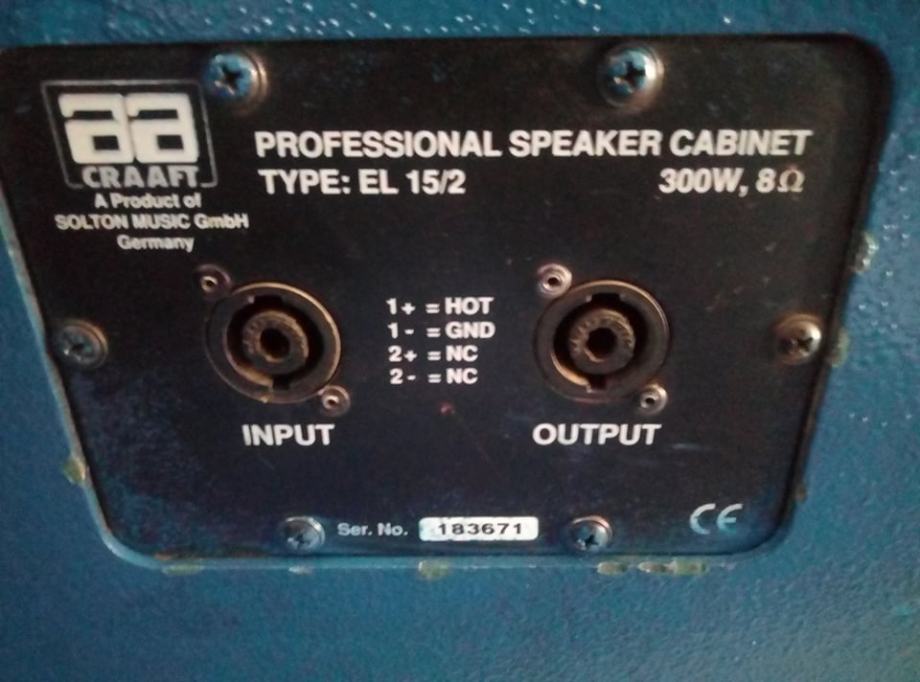 aa
CRAAFT
A Product of
SOLTON MUSIC GmbH
Germany
PROFESSIONAL SPEAKER CABINET
TYPE: EL 15/2 300W, 8Ω
1+ = HOT
1- = GND
2+ = NC
2- = NC
INPUT
OUTPUT
Ser. No. 183671
CE